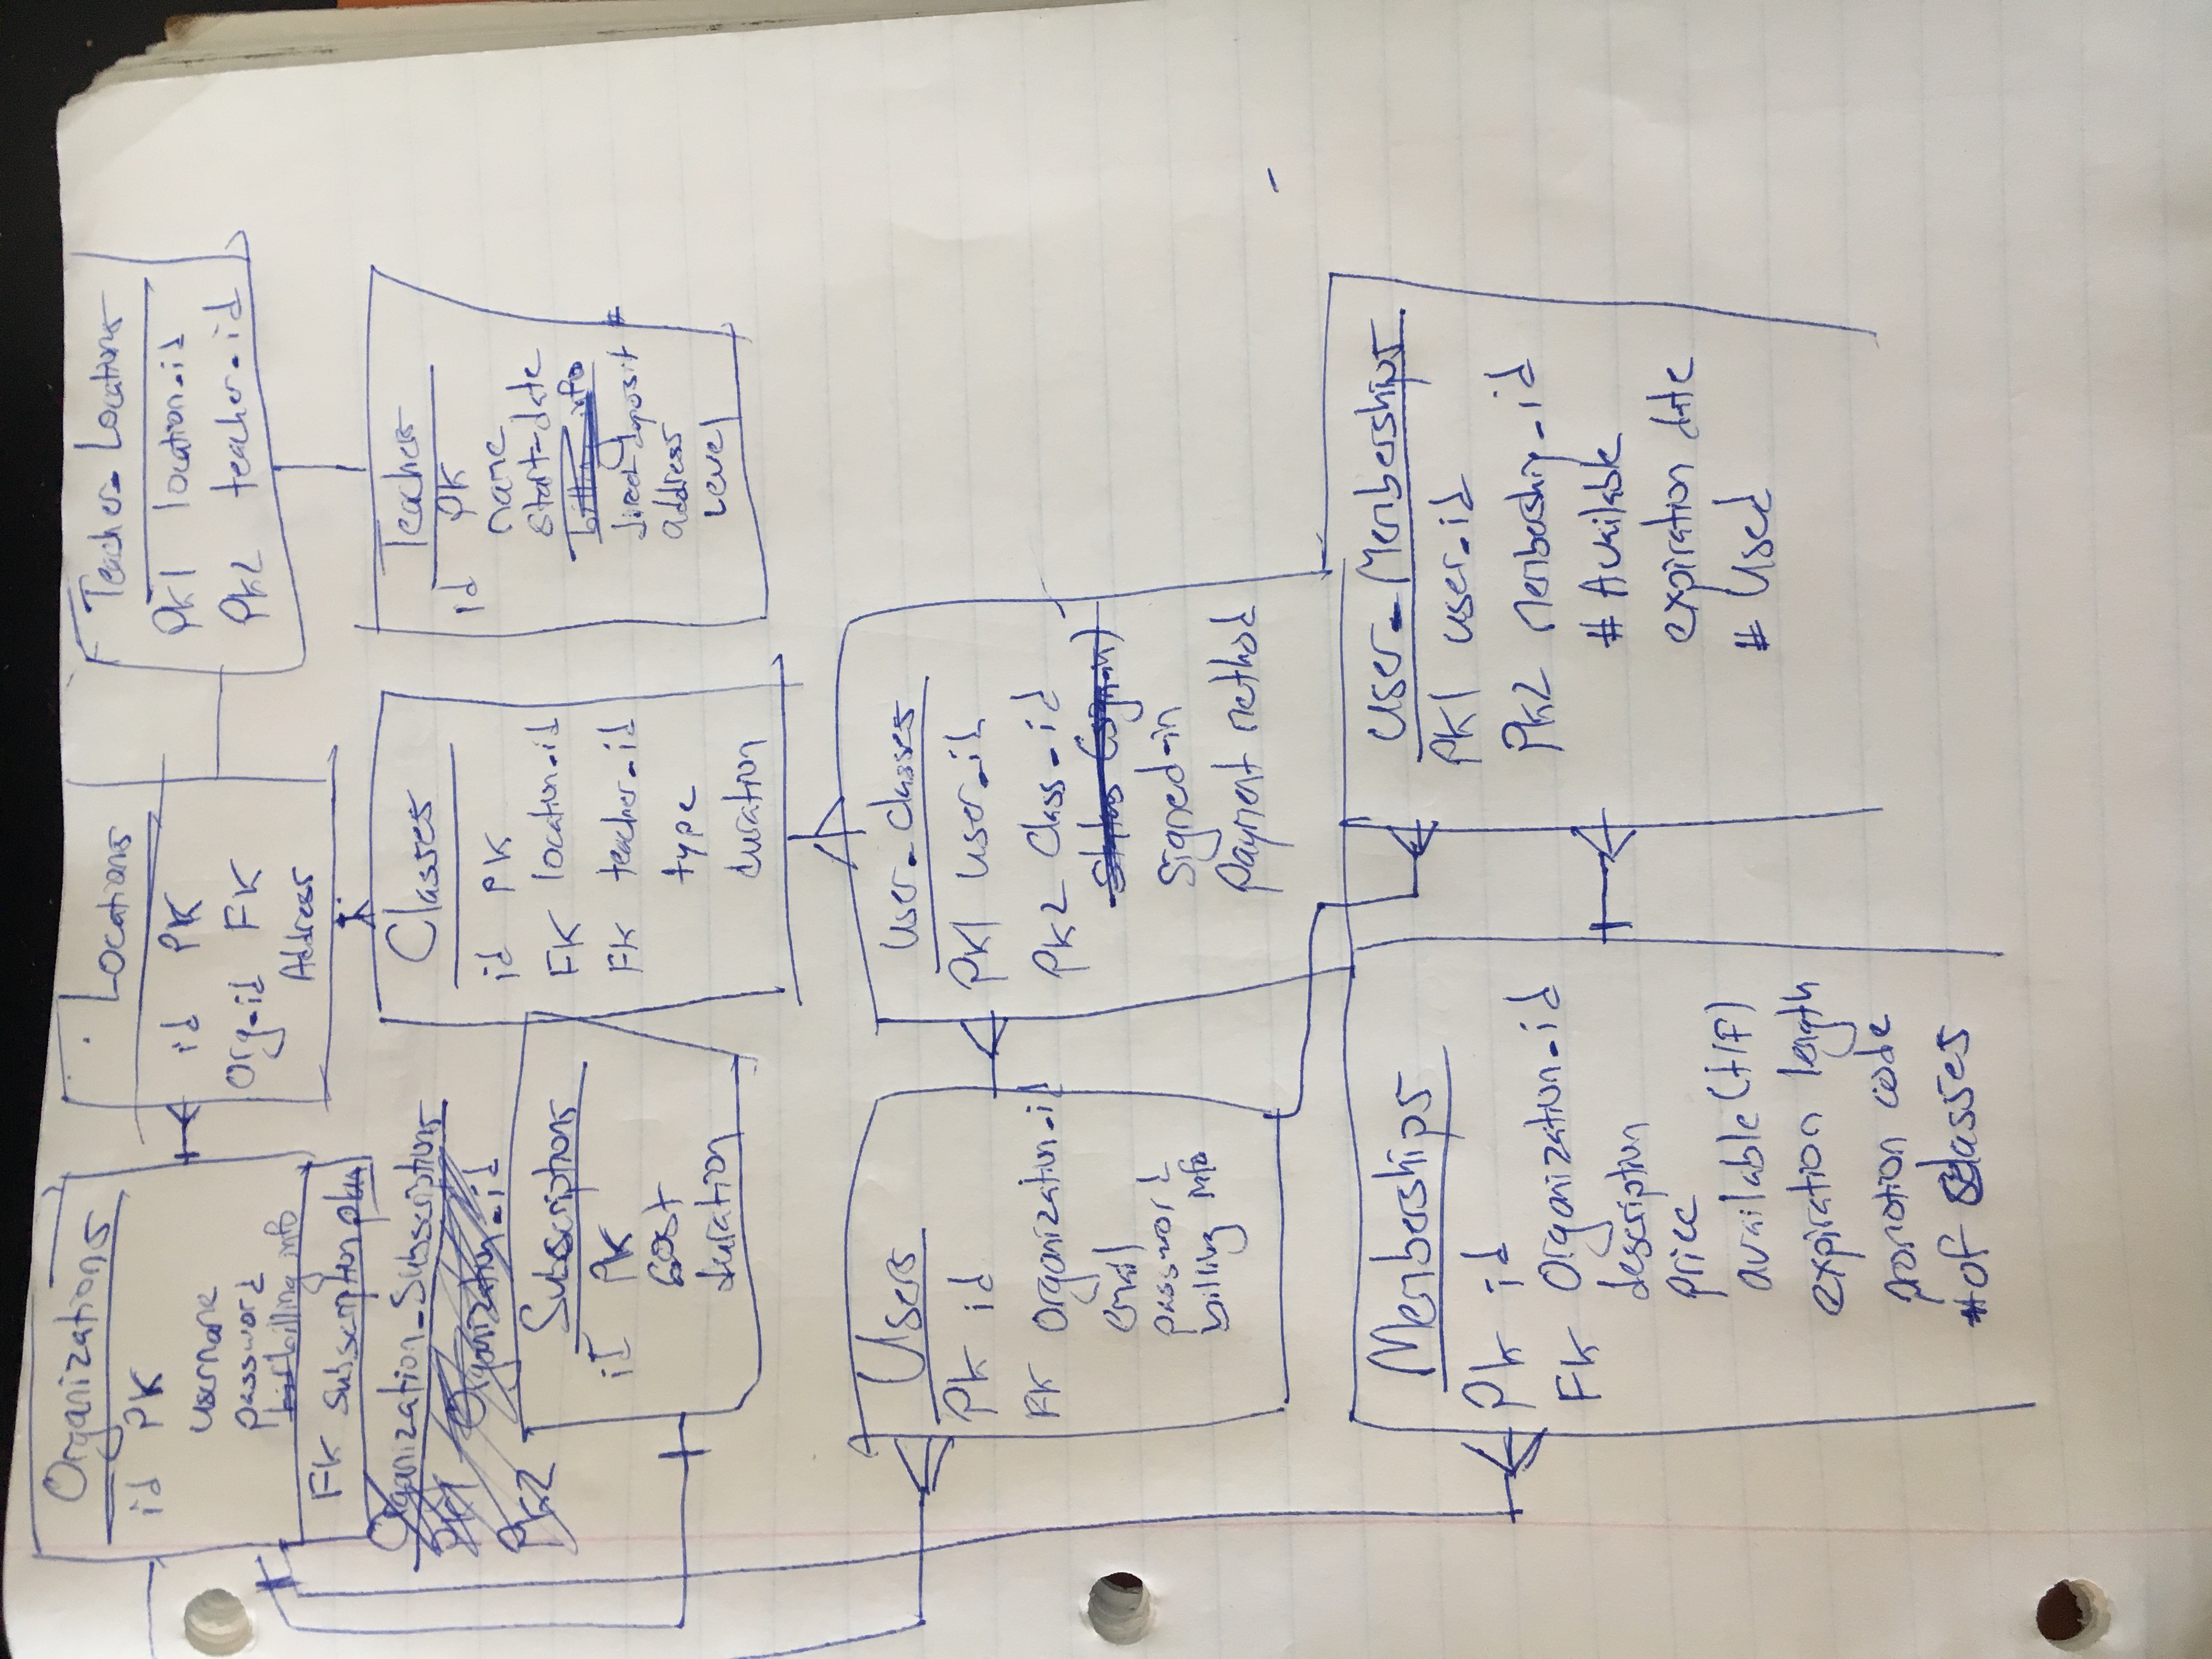 Organizations
id PK
username
password
billing info
FK Subscription plan
Organization_Subscriptions
PK1 Organization_id
PK2
Locations
id PK
Org_id FK
Address
Teacher_Locations
PK1 location_id
PK2 teacher_id
Subscriptions
id PK
Cost
duration
Classes
id PK
FK location_id
FK teacher_id
type
duration
Teachers
id PK
name
start-date
billing info
direct deposit #
address
Level
Users
PK id
FK Organization_id
email
password
billing info
User_Classes
PK1 user_id
PK2 Class_id
status (sign-in)
signed-in
payment method
Memberships
PK id
FK Organization_id
description
price
available (t/F)
expiration length
promotion code
# of classes
User_Memberships
PK1 user_id
PK2 membership_id
# Available
expiration date
# Used